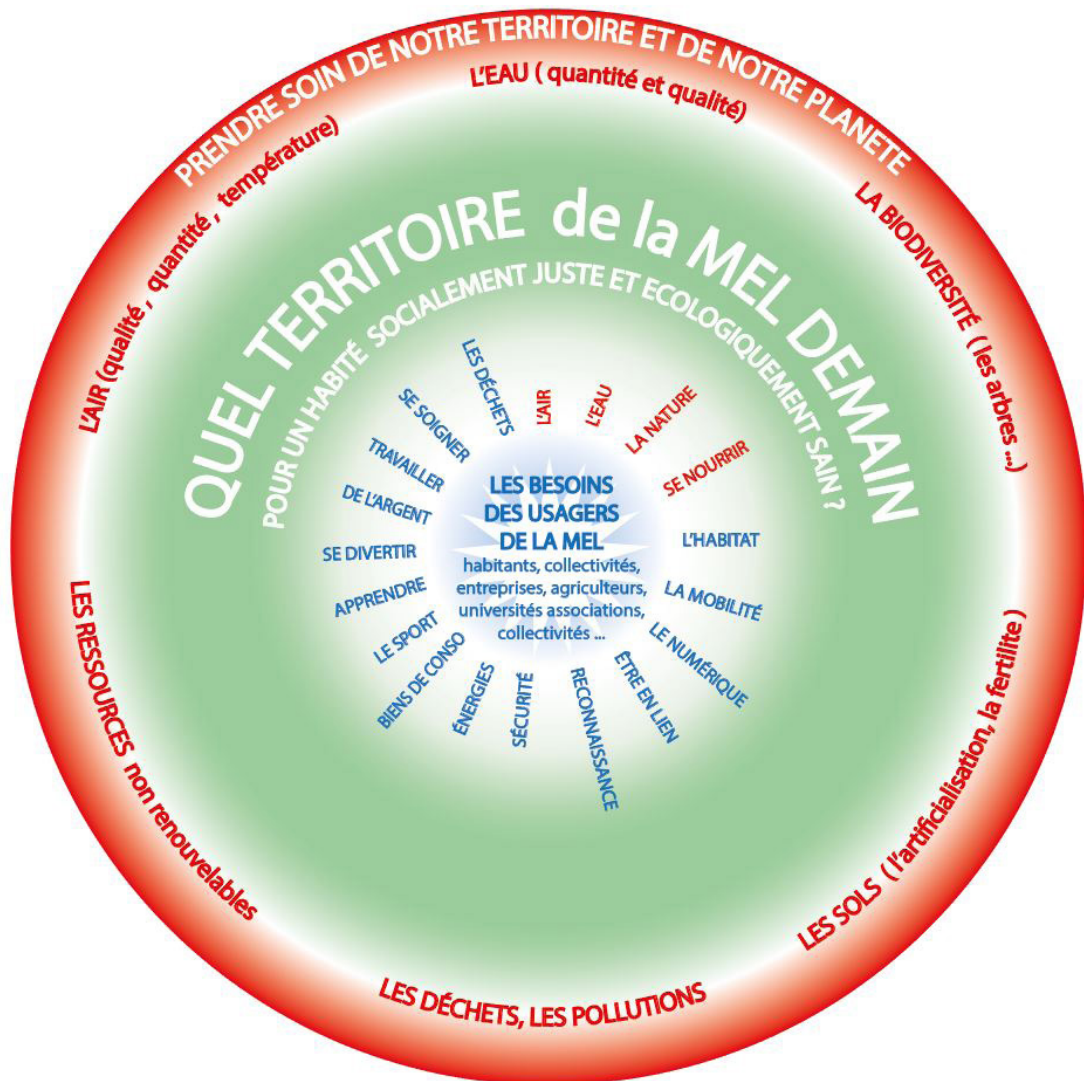 PRENDRE SOIN DE NOTRE TERRITOIRE ET DE NOTRE PLANETE
L'EAU ( quantité et qualité)
LA BIODIVERSITÉ ( les arbres ...)
LES SOLS ( l'artificialisation, la fertilite )
LES DÉCHETS, LES POLLUTIONS
LES RESSOURCES non renouvelables
L'AIR (qualité , quantité , température)
QUEL TERRITOIRE de la MEL DEMAIN
POUR UN HABITÉ SOCIALEMENT JUSTE ET ECOLOGIQUEMENT SAIN ?
L'AIR
L'EAU
LA NATURE
SE NOURRIR
L'HABITAT
LA MOBILITÉ
LE NUMÉRIQUE
ÊTRE EN LIEN
RECONNAISSANCE
SÉCURITÉ
ÉNERGIES
BIENS DE CONSO
LE SPORT
APPRENDRE
SE DIVERTIR
DE L'ARGENT
TRAVAILLER
SE SOIGNER
LES DÉCHETS
LES BESOINS
DES USAGERS
DE LA MEL
habitants, collectivités,
entreprises, agriculteurs,
universités associations,
collectivités ...